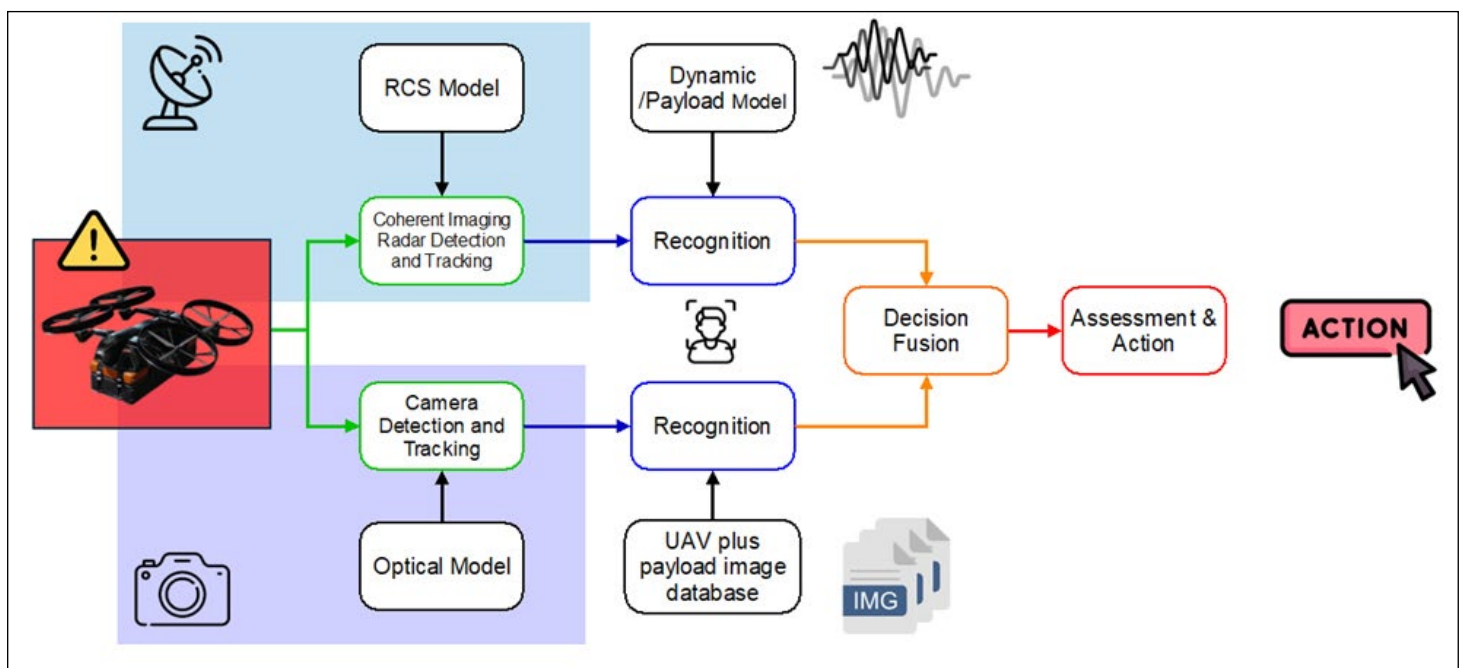 RCS Model
Dynamic
/Payload Model
Coherent Imaging
Radar Detection
and Tracking
Recognition
Decision
Fusion
Assessment &
Action
ACTION
Camera
Detection and
Tracking
Recognition
Optical Model
UAV plus
payload image
database
IMG